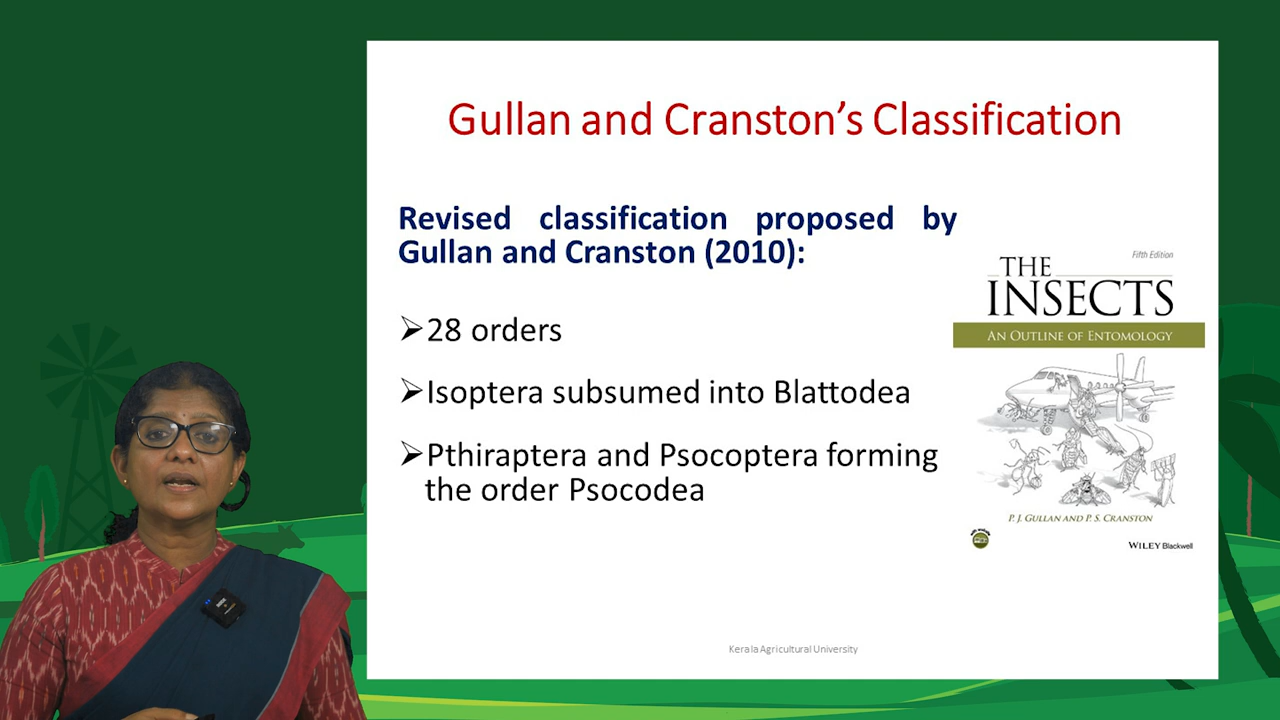 Gullan and Cranston’s Classification
Revised classification proposed by
Gullan and Cranston (2010):
➢28 orders
➢Isoptera subsumed into Blattodea
➢Pthiraptera and Psocoptera forming
the order Psocodea
Fifth Edition
THE
INSECTS
AN OUTLINE OF ENTOMOLOGY
P. J. GULLAN AND P. S. CRANSTON
WILEY Blackwell
Kerala Agricultural University